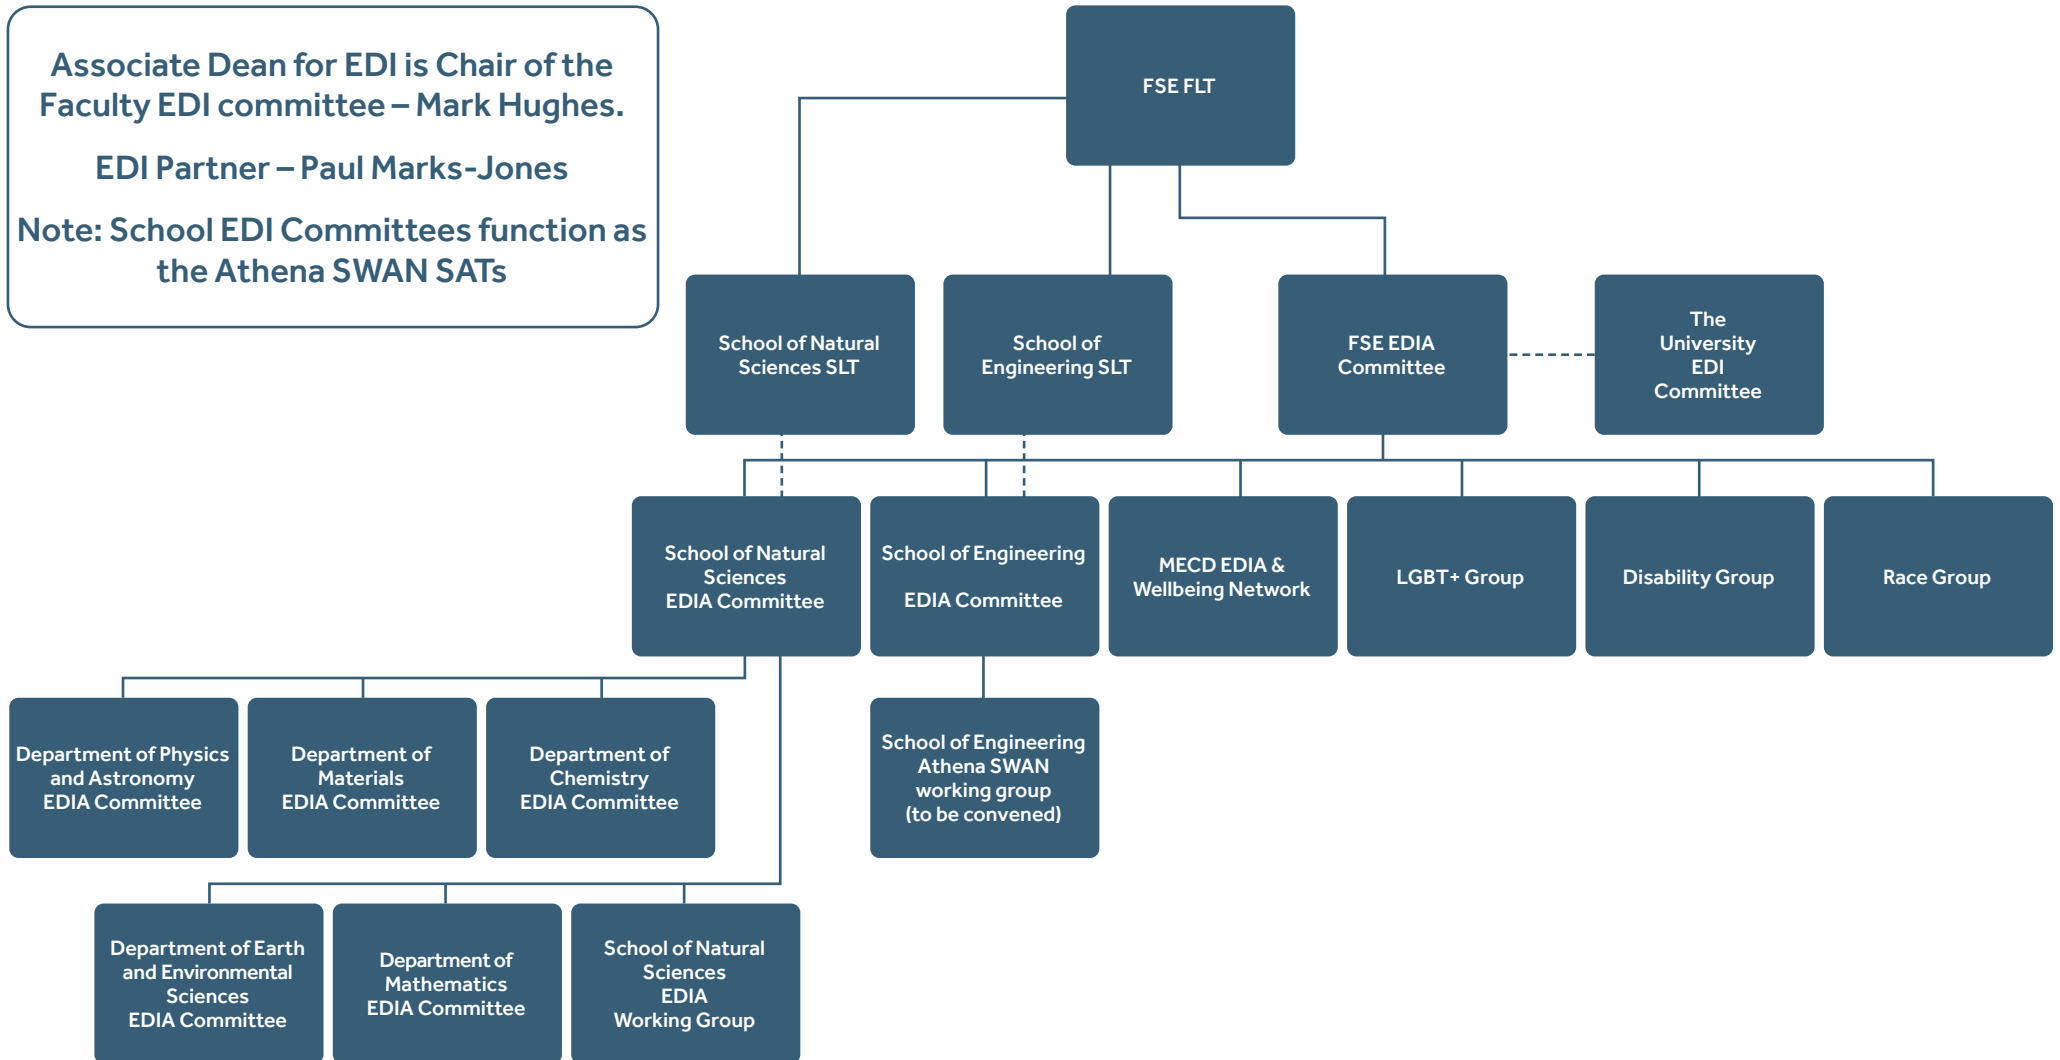 Associate Dean for EDI is Chair of the
Faculty EDI committee – Mark Hughes.
EDI Partner – Paul Marks-Jones
Note: School EDI Committees function as
the Athena SWAN SATs
FSE FLT
School of Natural
Sciences SLT
School of
Engineering SLT
FSE EDIA
Committee
The
University
EDI
Committee
School of Natural
Sciences
EDIA Committee
School of Engineering
EDIA Committee
MECD EDIA &
Wellbeing Network
LGBT+ Group
Disability Group
Race Group
Department of Physics
and Astronomy
EDIA Committee
Department of
Materials
EDIA Committee
Department of
Chemistry
EDIA Committee
School of Engineering
Athena SWAN
working group
(to be convened)
Department of Earth
and Environmental
Sciences
EDIA Committee
Department of
Mathematics
EDIA Committee
School of Natural
Sciences
EDIA
Working Group